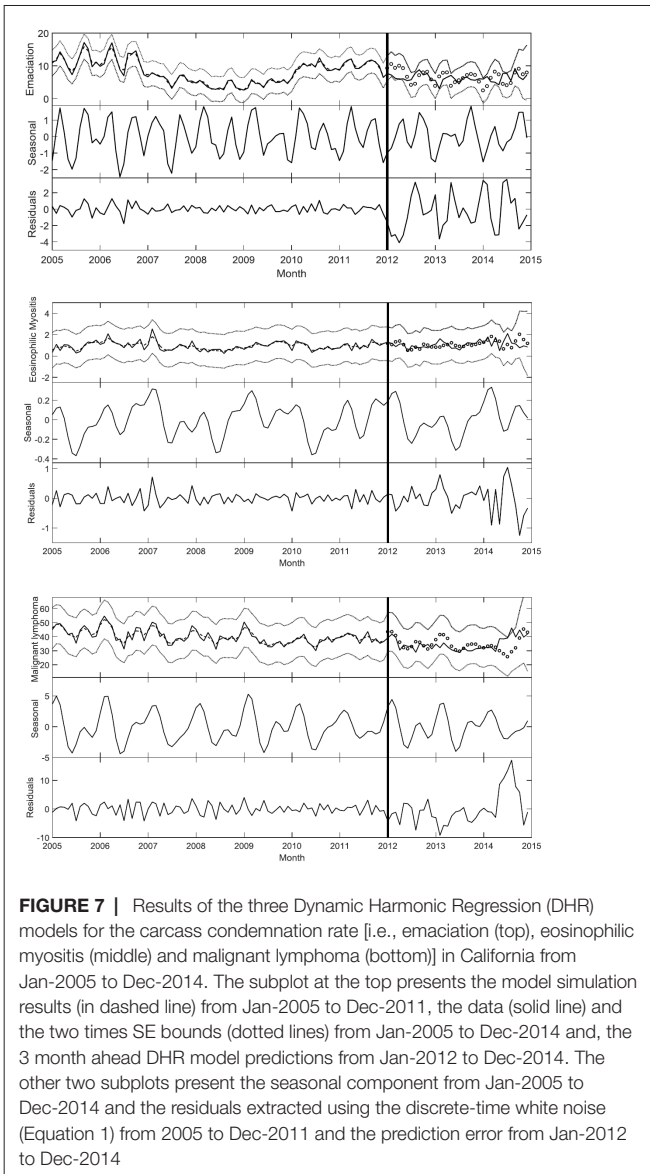 20
10
0
Emaciation
1
0
-1
-2
Seasonal
2
0
-2
-4
Residuals
2005 2006 2007 2008 2009 2010 2011 2012 2013 2014 2015
Month
4
2
0
-2
Eosinophilic Myositis
0.2
0
-0.2
-0.4
Seasonal
1
0
-1
Residuals
2005 2006 2007 2008 2009 2010 2011 2012 2013 2014 2015
Month
60
50
40
30
20
Malignant lymphoma
5
0
-5
Seasonal
10
0
-10
Residuals
2005 2006 2007 2008 2009 2010 2011 2012 2013 2014 2015
Month
FIGURE 7 | Results of the three Dynamic Harmonic Regression (DHR)
models for the carcass condemnation rate [i.e., emaciation (top), eosinophilic
myositis (middle) and malignant lymphoma (bottom)] in California from
Jan-2005 to Dec-2014. The subplot at the top presents the model simulation
results (in dashed line) from Jan-2005 to Dec-2011, the data (solid line) and
the two times SE bounds (dotted lines) from Jan-2005 to Dec-2014 and, the
3 month ahead DHR model predictions from Jan-2012 to Dec-2014. The
other two subplots present the seasonal component from Jan-2005 to
Dec-2014 and the residuals extracted using the discrete-time white noise
(Equation 1) from 2005 to Dec-2011 and the prediction error from Jan-2012
to Dec-2014